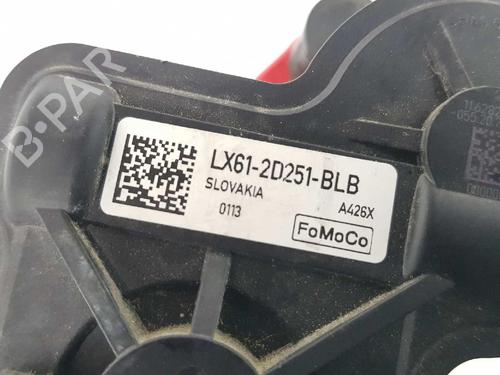 B-PAR
LX61-2D251-BLB
SLOVAKIA
A426X
0113
FoMoCo